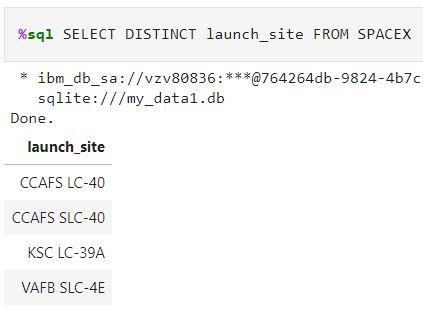 %sql SELECT DISTINCT launch_site FROM SPACEX
* ibm_db_sa://vzv80836:***@764264db-9824-4b7c
sqlite:///my_data1.db
Done.
launch_site
CCAFS LC-40
CCAFS SLC-40
KSC LC-39A
VAFB SLC-4E